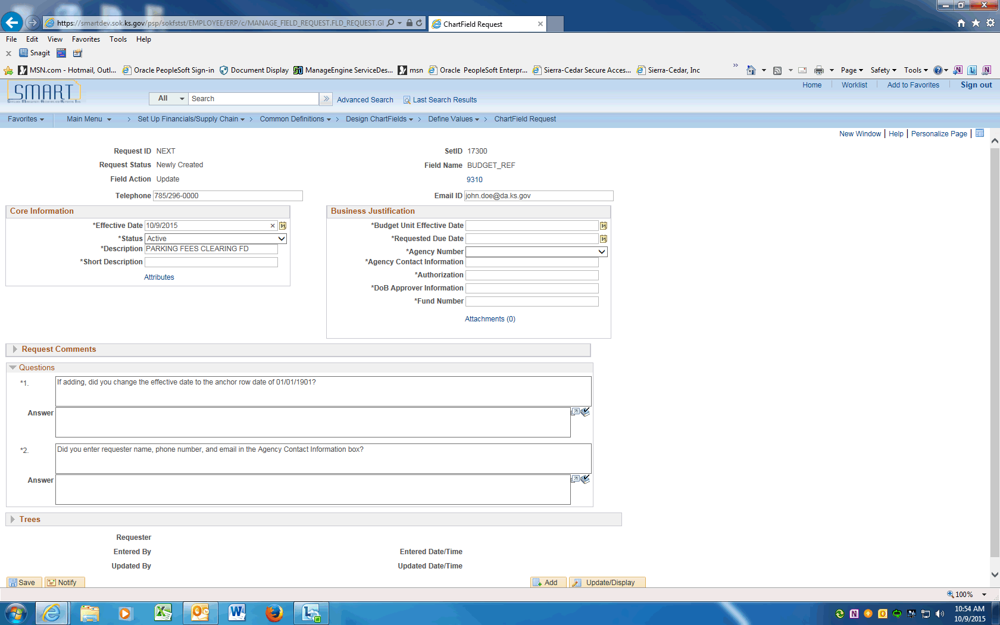 https://smartdev.sok.ks.gov/psp/sokfstst/EMPLOYEE/ERP/c/MANAGE_FIELD_REQUEST.FLD_REQUEST.GI
ChartField Request
File Edit View Favorites Tools Help
x Snagit
MSN.com - Hotmail, Outl... Oracle PeopleSoft Sign-in Document Display ManageEngine ServiceDes... msn Oracle PeopleSoft Enterpr... Sierra-Cedar Secure Acces... Sierra-Cedar, Inc
Page Safety Tools
SMART
Home Worklist Add to Favorites Sign out
All Search Advanced Search Last Search Results
Favorites Main Menu > Set Up Financials/Supply Chain > Common Definitions > Design ChartFields > Define Values > ChartField Request
New Window | Help | Personalize Page |
Request ID NEXT SetID 17300
Request Status Newly Created Field Name BUDGET_REF
Field Action Update 9310
Telephone 785/296-0000 Email ID john.doe@da.ks.gov
Core Information
*Effective Date 10/9/2015
*Status Active
*Description PARKING FEES CLEARING FD
*Short Description
Attributes
Business Justification
*Budget Unit Effective Date
*Requested Due Date
*Agency Number
*Agency Contact Information
*Authorization
*DoB Approver Information
*Fund Number
Attachments (0)
Request Comments
Questions
*1. If adding, did you change the effective date to the anchor row date of 01/01/1901?
Answer
*2. Did you enter requester name, phone number, and email in the Agency Contact Information box?
Answer
Trees
Requester
Entered By Entered Date/Time
Updated By Updated Date/Time
Save Notify Add Update/Display
100%
10:54 AM
10/9/2015